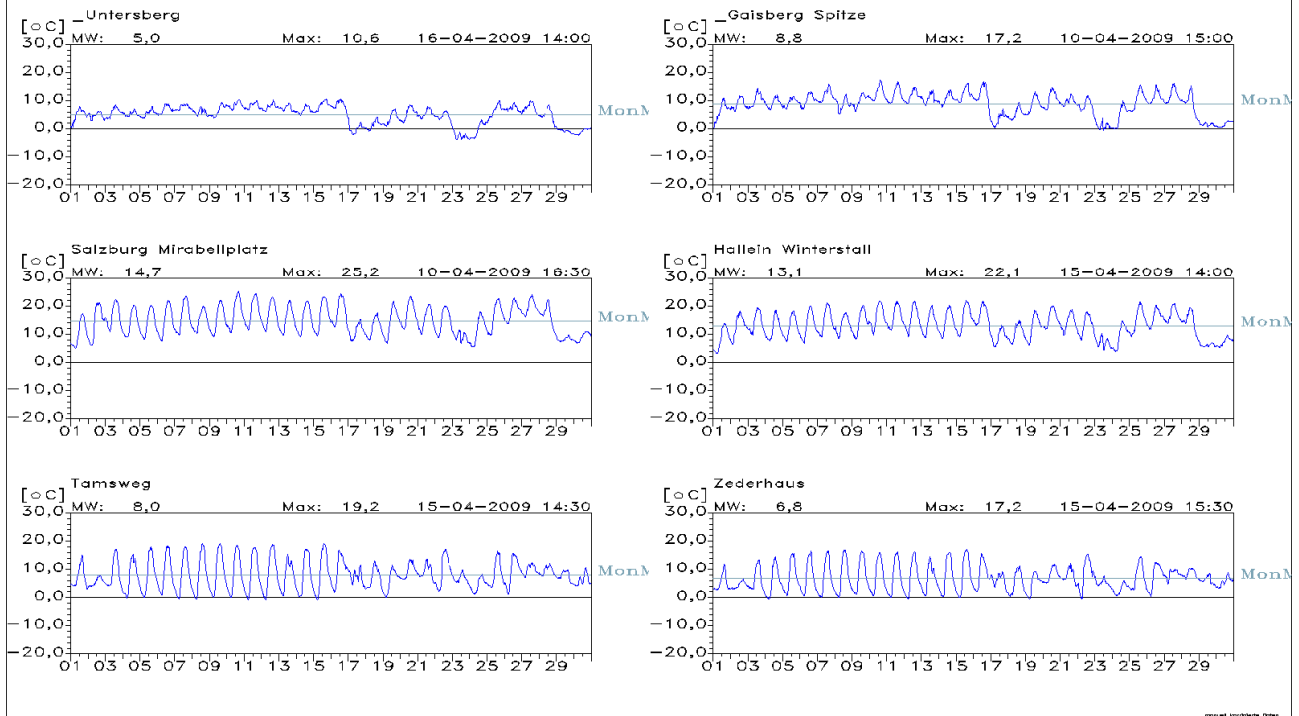 _Untersberg
[○C] MW: 5,0 Max: 10,6 16-04-2009 14:00
30,0
20,0
10,0 MonM
0,0
-10,0
-20,0
01 03 05 07 09 11 13 15 17 19 21 23 25 27 29
_Gaisberg Spitze
[○C] MW: 8,8 Max: 17,2 10-04-2009 15:00
30,0
20,0
10,0 MonM
0,0
-10,0
-20,0
01 03 05 07 09 11 13 15 17 19 21 23 25 27 29
Salzburg Mirabellplatz
[○C] MW: 14,7 Max: 25,2 10-04-2009 16:30
30,0
20,0
MonM
10,0
0,0
-10,0
-20,0
01 03 05 07 09 11 13 15 17 19 21 23 25 27 29
Hallein Winterstall
[○C] MW: 13,1 Max: 22,1 15-04-2009 14:00
30,0
20,0
MonM
10,0
0,0
-10,0
-20,0
01 03 05 07 09 11 13 15 17 19 21 23 25 27 29
Tamsweg
[○C] MW: 8,0 Max: 19,2 15-04-2009 14:30
30,0
20,0
10,0
MonM
0,0
-10,0
-20,0
01 03 05 07 09 11 13 15 17 19 21 23 25 27 29
Zederhaus
[○C] MW: 6,8 Max: 17,2 15-04-2009 15:30
30,0
20,0
10,0
MonM
0,0
-10,0
-20,0
01 03 05 07 09 11 13 15 17 19 21 23 25 27 29